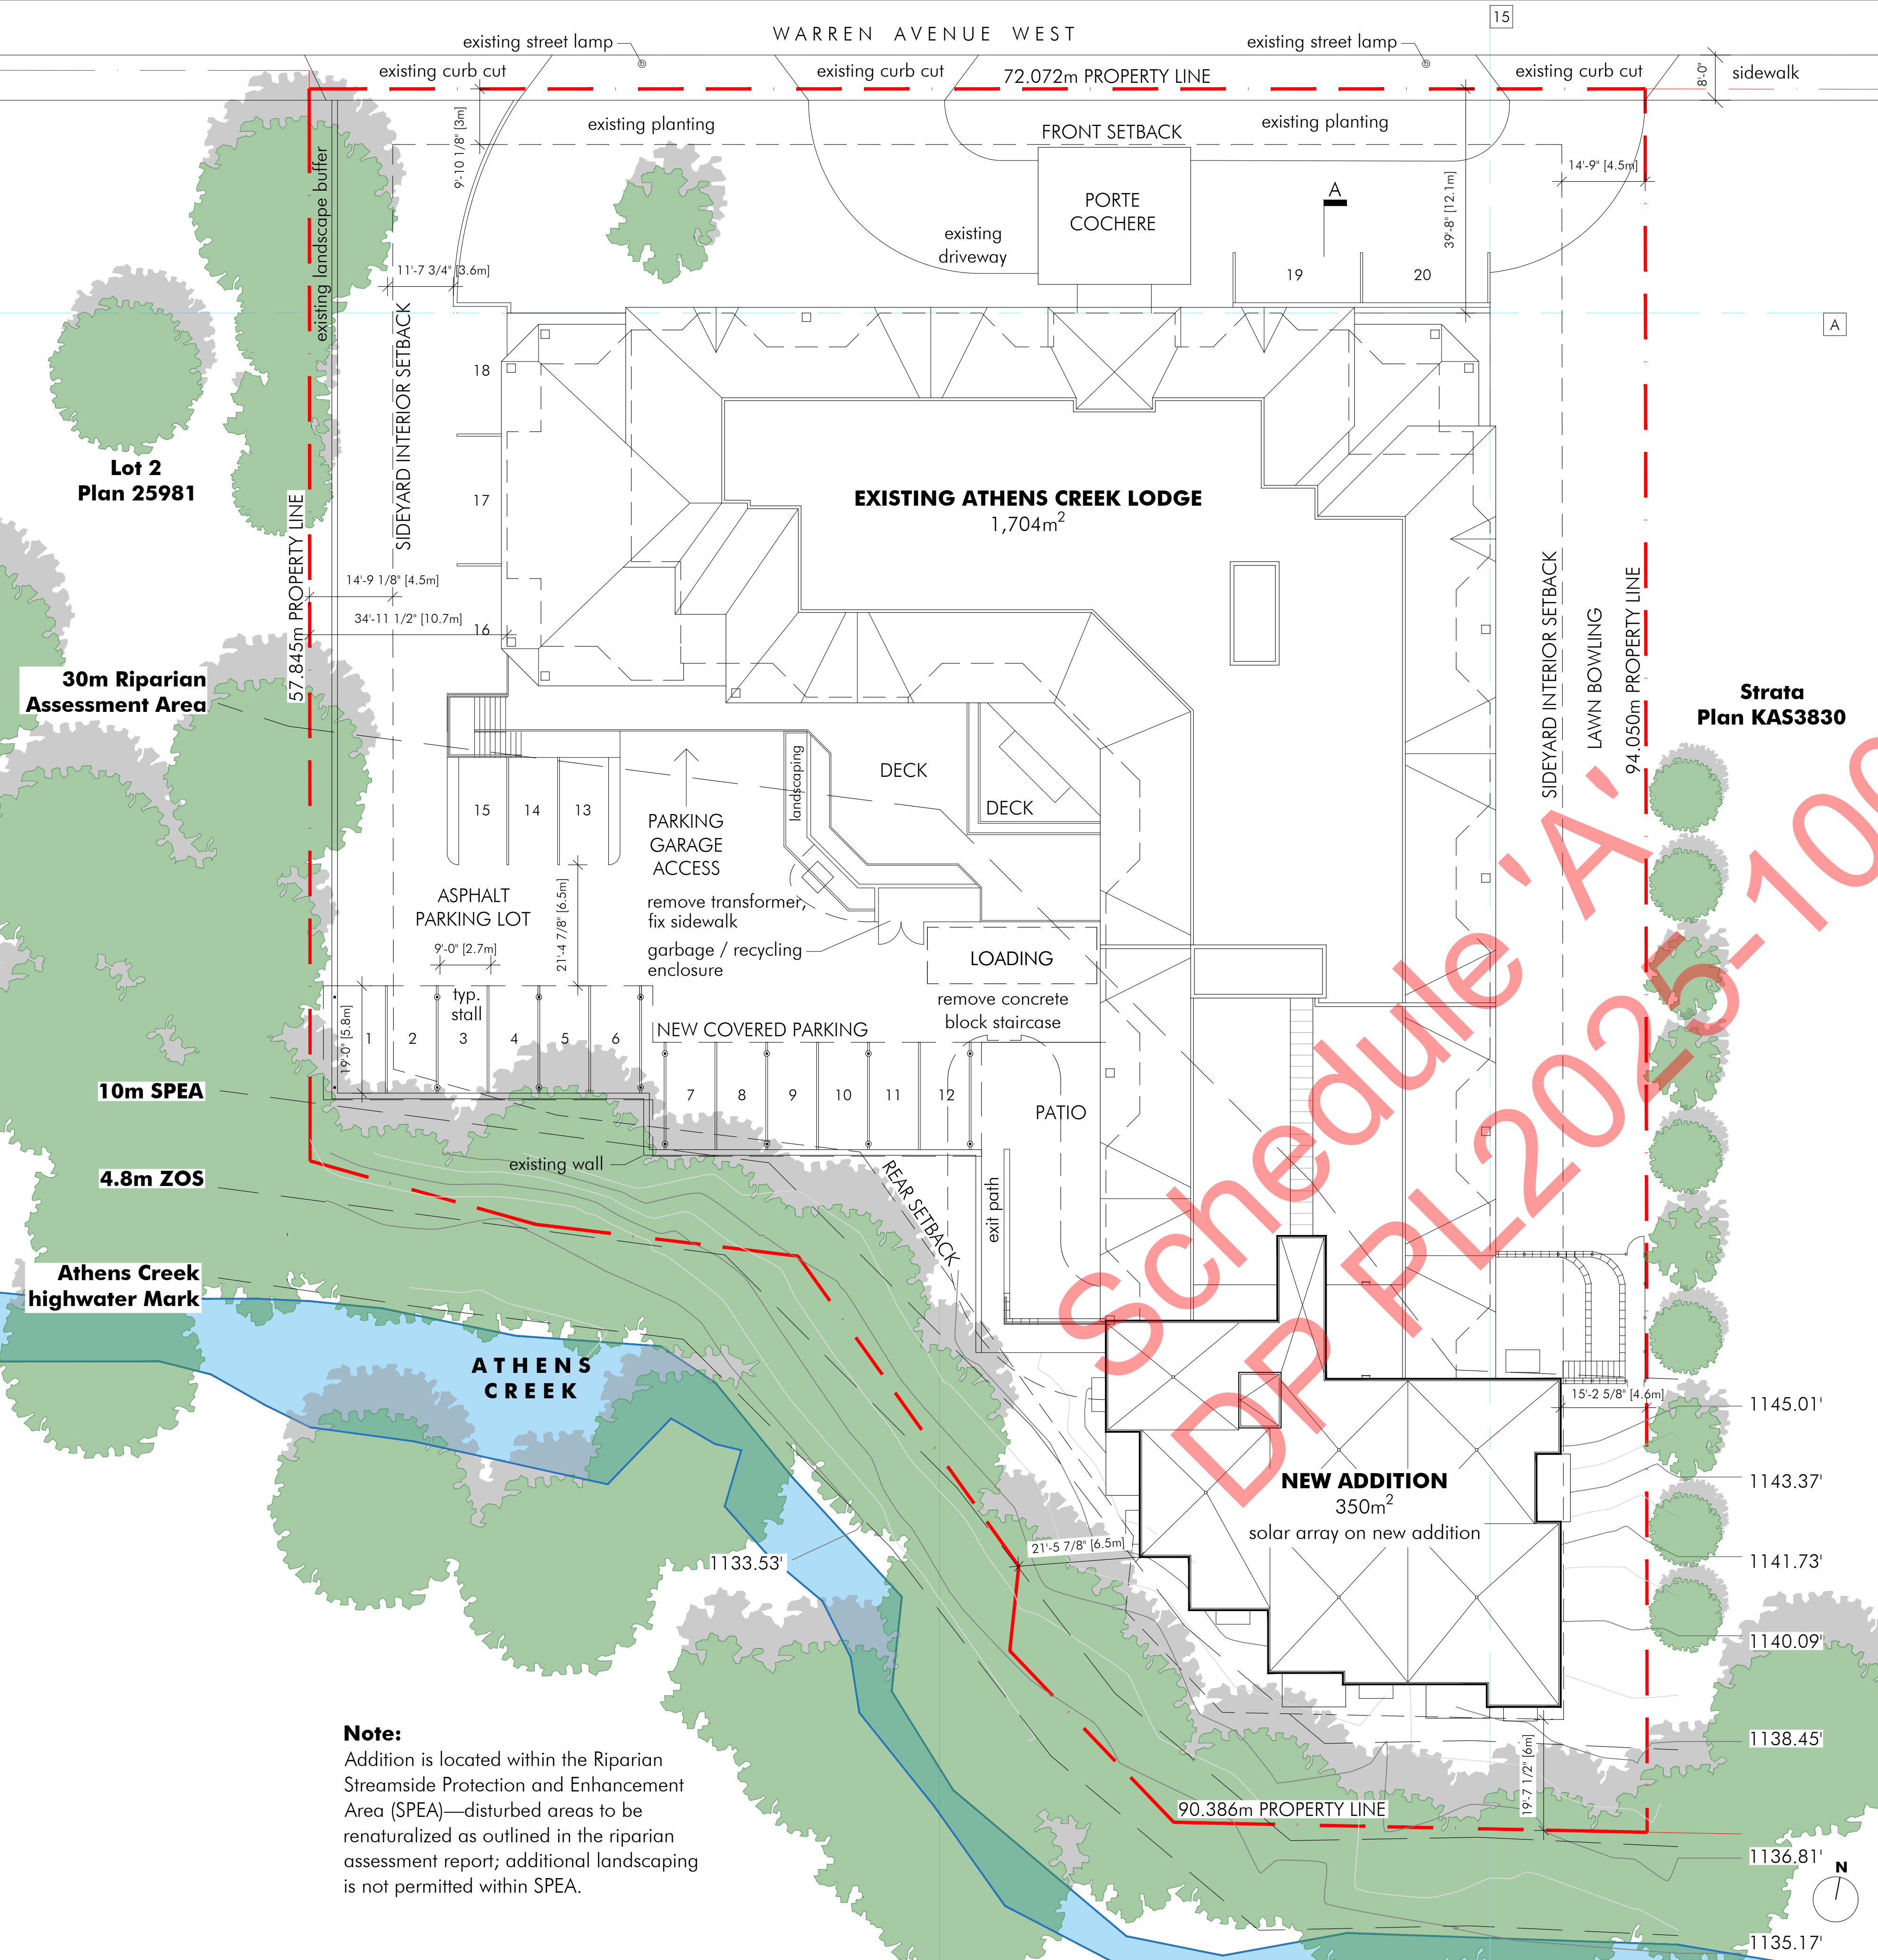 WARREN AVENUE WEST
15
existing street lamp
existing street lamp
existing curb cut
existing curb cut
72.072m PROPERTY LINE
existing curb cut
8'-0"
sidewalk
9'-10 1/8" [3m]
existing planting
FRONT SETBACK
existing planting
existing landscape buffer
14'-9" [4.5m]
39'-8" [12.1m]
A
PORTE
COCHERE
existing
driveway
11'-7 3/4" [3.6m]
19
20
A
SIDEYARD INTERIOR SETBACK
18
Lot 2
Plan 25981
17
EXISTING ATHENS CREEK LODGE
1,704m2
57.845m PROPERTY LINE
14'-9 1/8" [4.5m]
34'-11 1/2" [10.7m]
16
SIDEYARD INTERIOR SETBACK
LAWN BOWLING
94.050m PROPERTY LINE
30m Riparian
Assessment Area
Strata
Plan KAS3830
landscaping
DECK
DECK
15
14
13
PARKING
GARAGE
ACCESS
ASPHALT
PARKING LOT
21'-4 7/8" [6.5m]
remove transformer,
fix sidewalk
9'-0" [2.7m]
garbage / recycling
enclosure
LOADING
typ.
stall
remove concrete
block staircase
NEW COVERED PARKING
19'-0" [5.8m]
1
2
3
4
5
6
7
8
9
10
11
12
PATIO
10m SPEA
existing wall
REAR SETBACK
exit path
4.8m ZOS
Athens Creek
highwater Mark
ATHENS
CREEK
Schedule 'A'
DP PL2025-100
15'-2 5/8" [4.6m]
1145.01'
NEW ADDITION
350m2
solar array on new addition
1143.37'
21'-5 7/8" [6.5m]
1133.53'
1141.73'
1140.09'
1138.45'
19'-7 1/2" [6m]
90.386m PROPERTY LINE
1136.81'
N
1135.17'
Note:
Addition is located within the Riparian
Streamside Protection and Enhancement
Area (SPEA)—disturbed areas to be
renaturalized as outlined in the riparian
assessment report; additional landscaping
is not permitted within SPEA.